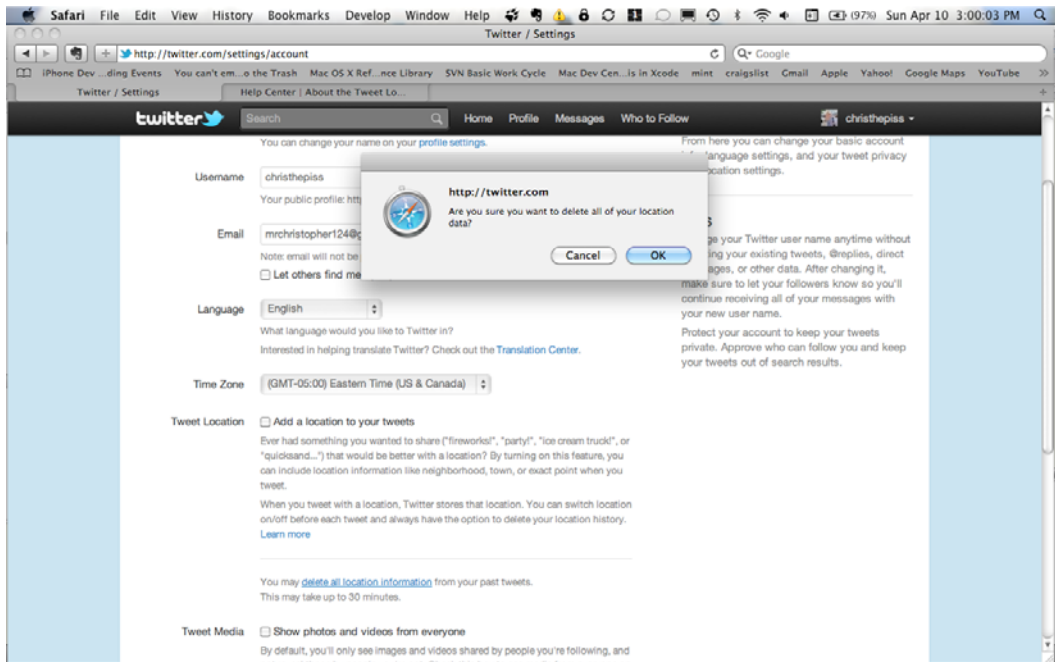 Safari File Edit View History Bookmarks Develop Window Help (97%) Sun Apr 10 3:00:03 PM
Twitter / Settings
http://twitter.com/settings/account Google
iPhone Dev ...ding Events You can't em...o the Trash Mac OS X Ref...nce Library SVN Basic Work Cycle Mac Dev Cen...is in Xcode mint craigslist Gmail Apple Yahoo! Google Maps YouTube
Twitter / Settings Help Center | About the Tweet Lo...
twitter Search Home Profile Messages Who to Follow christhepiss
You can change your name on your profile settings.
Username christhepiss
Your public profile: http
Email mrchristopher124@g
Note: email will not be
Let others find me
Language English
What language would you like to Twitter in?
Interested in helping translate Twitter? Check out the Translation Center.
Time Zone (GMT-05:00) Eastern Time (US & Canada)
Tweet Location Add a location to your tweets
Ever had something you wanted to share ("fireworks!", "party!", "ice cream truck!", or
"quicksand...") that would be better with a location? By turning on this feature, you
can include location information like neighborhood, town, or exact point when you
tweet.
When you tweet with a location, Twitter stores that location. You can switch location
on/off before each tweet and always have the option to delete your location history.
Learn more
You may delete all location information from your past tweets.
This may take up to 30 minutes.
Tweet Media Show photos and videos from everyone
By default, you'll only see images and videos shared by people you're following, and
http://twitter.com
Are you sure you want to delete all of your location
data?
Cancel OK
From here you can change your basic account
language settings, and your tweet privacy
location settings.
S
ge your Twitter user name anytime without
ing your existing tweets, @replies, direct
ages, or other data. After changing it,
make sure to let your followers know so you'll
continue receiving all of your messages with
your new user name.
Protect your account to keep your tweets
private. Approve who can follow you and keep
your tweets out of search results.